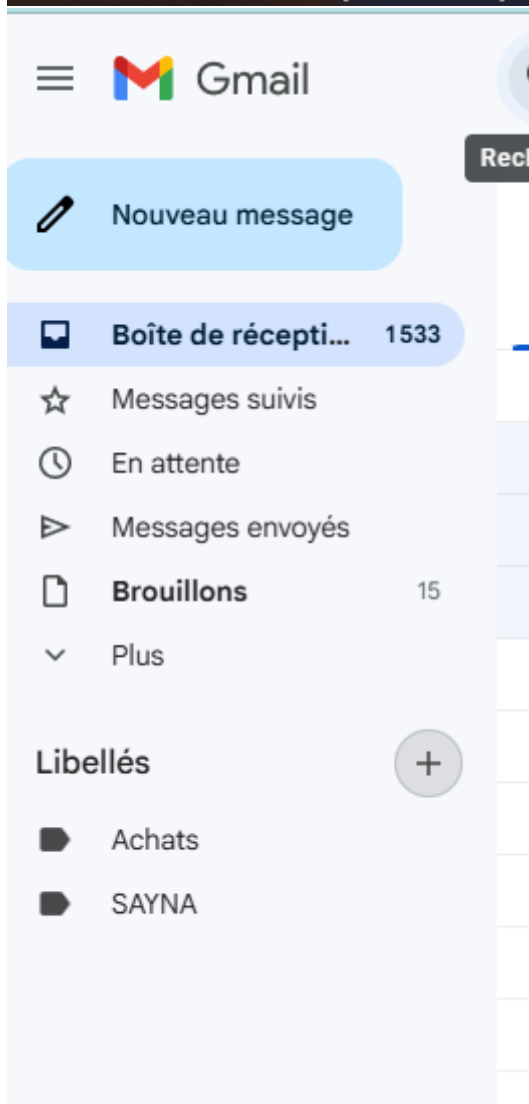 Gmail
Nouveau message
Boîte de récepti... 1533
Messages suivis
En attente
Messages envoyés
Brouillons 15
Plus
Libellés
Achats
SAYNA